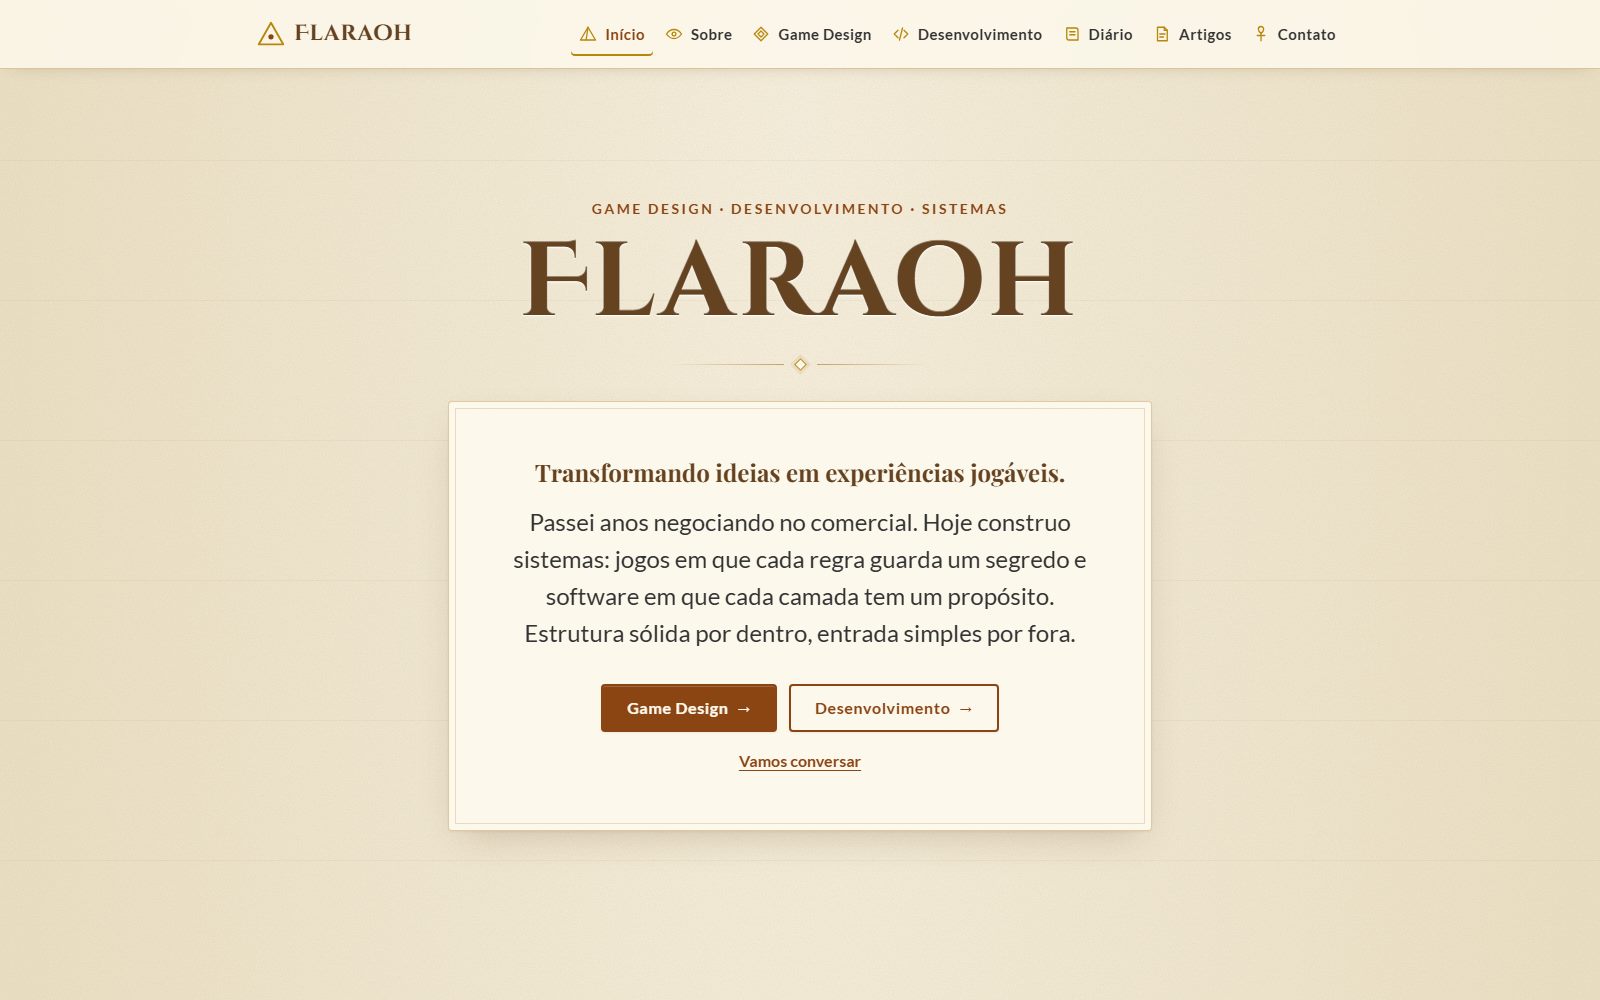 FLARAOH
Início
Sobre
Game Design
Desenvolvimento
Diário
Artigos
Contato
GAME DESIGN · DESENVOLVIMENTO · SISTEMAS
FLARAOH
Transformando ideias em experiências jogáveis.
Passei anos negociando no comercial. Hoje construo
sistemas: jogos em que cada regra guarda um segredo e
software em que cada camada tem um propósito.
Estrutura sólida por dentro, entrada simples por fora.
Game Design →
Desenvolvimento →
Vamos conversar